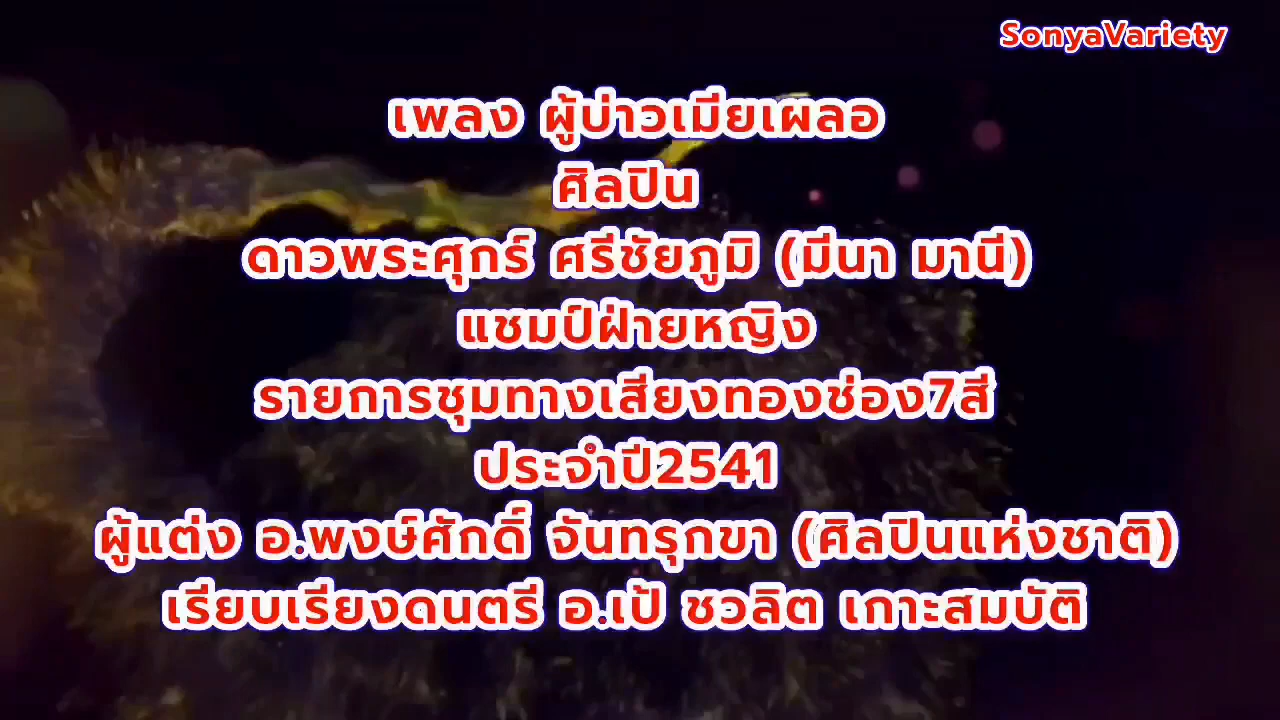 SonyaVariety
เพลง ผู้บ่าวเมียเผลอ
ศิลปิน
ดาวพระศุกร์ ศรีชัยภูมิ (มีนา มานี)
แชมป์ฝ่ายหญิง
รายการชุมทางเสียงทองช่อง7สี
ประจำปี2541
ผู้แต่ง อ.พงษ์ศักดิ์ จันทรุกขา (ศิลปินแห่งชาติ)
เรียบเรียงดนตรี อ.เป้ ชวลิต เกาะสมบัติ